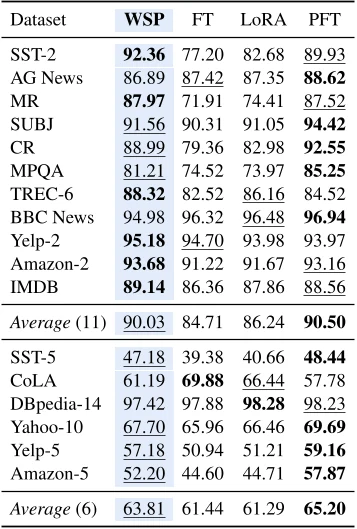 Dataset WSP FT LoRA PFT
SST-2 92.36 77.20 82.68 89.93
AG News 86.89 87.42 87.35 88.62
MR 87.97 71.91 74.41 87.52
SUBJ 91.56 90.31 91.05 94.42
CR 88.99 79.36 82.98 92.55
MPQA 81.21 74.52 73.97 85.25
TREC-6 88.32 82.52 86.16 84.52
BBC News 94.98 96.32 96.48 96.94
Yelp-2 95.18 94.70 93.98 93.97
Amazon-2 93.68 91.22 91.67 93.16
IMDB 89.14 86.36 87.86 88.56
Average (11) 90.03 84.71 86.24 90.50
SST-5 47.18 39.38 40.66 48.44
CoLA 61.19 69.88 66.44 57.78
DBpedia-14 97.42 97.88 98.28 98.23
Yahoo-10 67.70 65.96 66.46 69.69
Yelp-5 57.18 50.94 51.21 59.16
Amazon-5 52.20 44.60 44.71 57.87
Average (6) 63.81 61.44 61.29 65.20